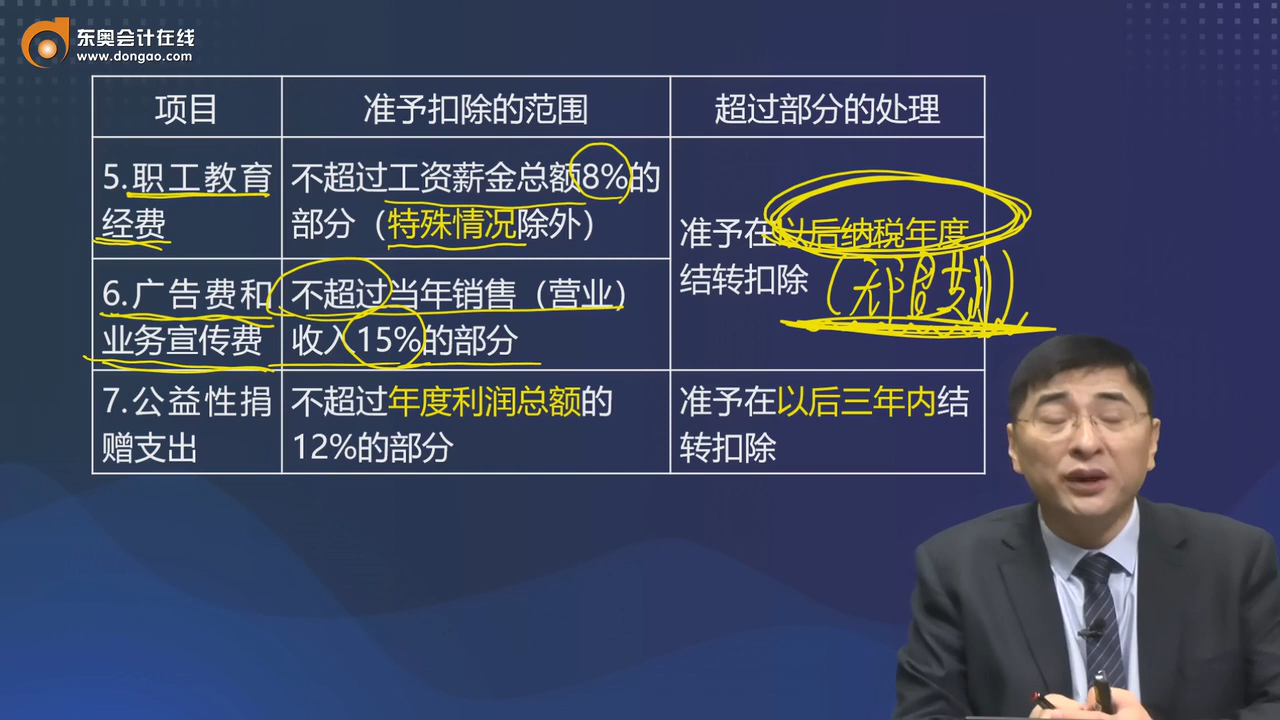 东奥会计在线
www.dongao.com
项目
准予扣除的范围
超过部分的处理
5.职工教育
经费
不超过工资薪金总额8%的
部分（特殊情况除外）
准予在以后纳税年度
结转扣除
（无限期）
6.广告费和
业务宣传费
不超过当年销售（营业）
收入15%的部分
7.公益性捐
赠支出
不超过年度利润总额的
12%的部分
准予在以后三年内结
转扣除